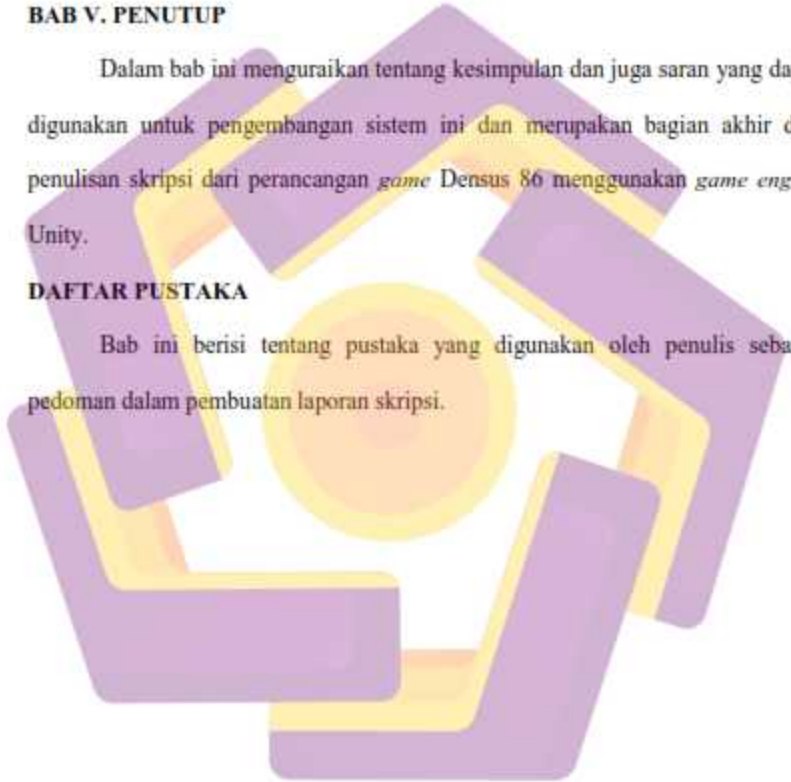 BAB V. PENUTUP
Dalam bab ini menguraikan tentang kesimpulan dan juga saran yang da
digunakan untuk pengembangan sistem ini dan merupakan bagian akhir d
penulisan skripsi dari perancangan game Densus 86 menggunakan game eng
Unity.
DAFTAR PUSTAKA
Bab ini berisi tentang pustaka yang digunakan oleh penulis seba
pedoman dalam pembuatan laporan skripsi.